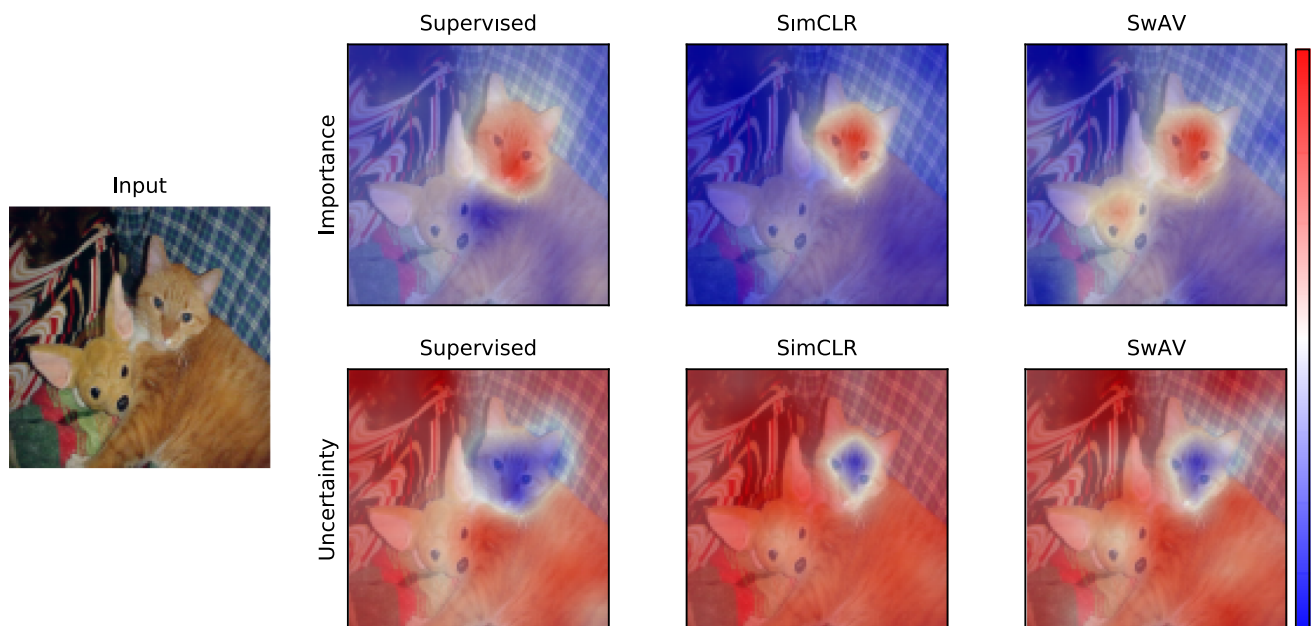 Supervised
SimCLR
SwAV
Importance
Input
Supervised
SimCLR
SwAV
Uncertainty